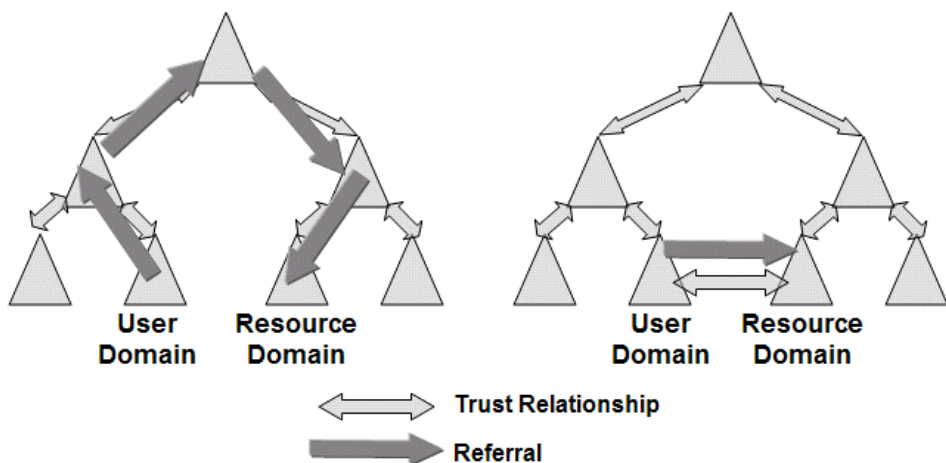 User
Domain
Resource
Domain
User
Domain
Resource
Domain
Trust Relationship
Referral